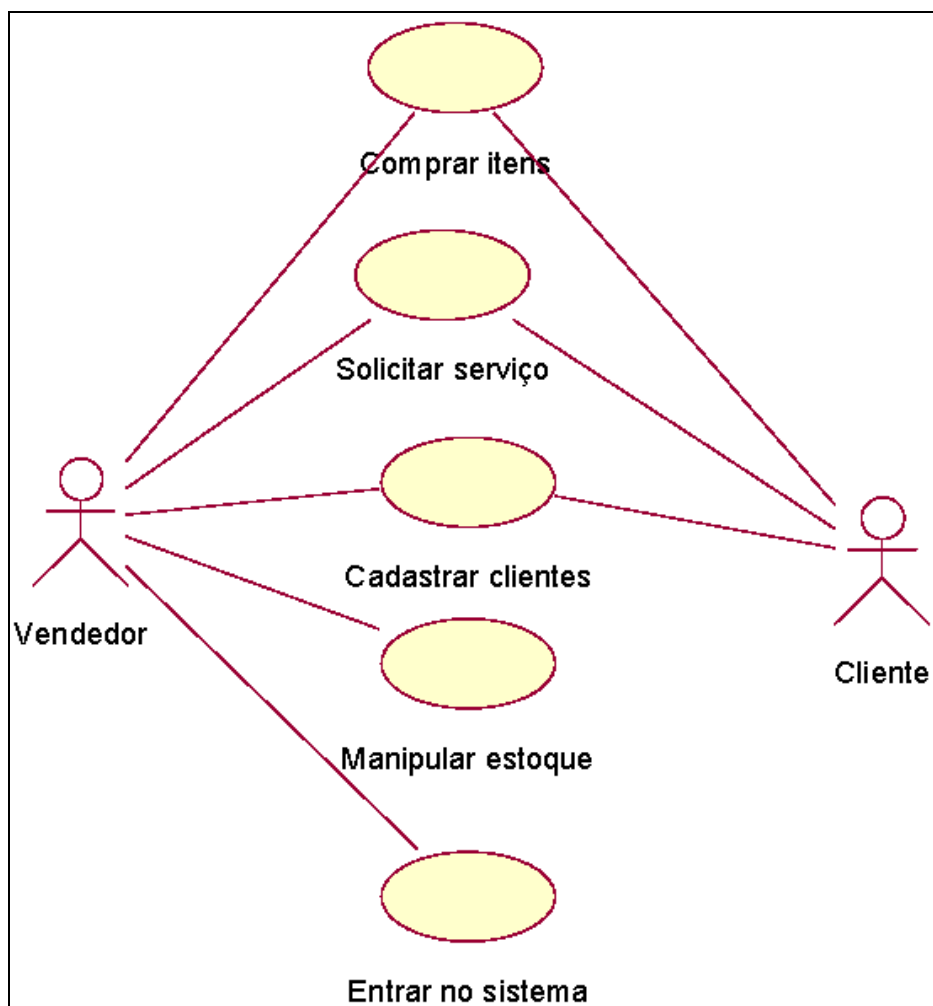 Comprar itens
Solicitar serviço
Cadastrar clientes
Vendedor
Cliente
Manipular estoque
Entrar no sistema